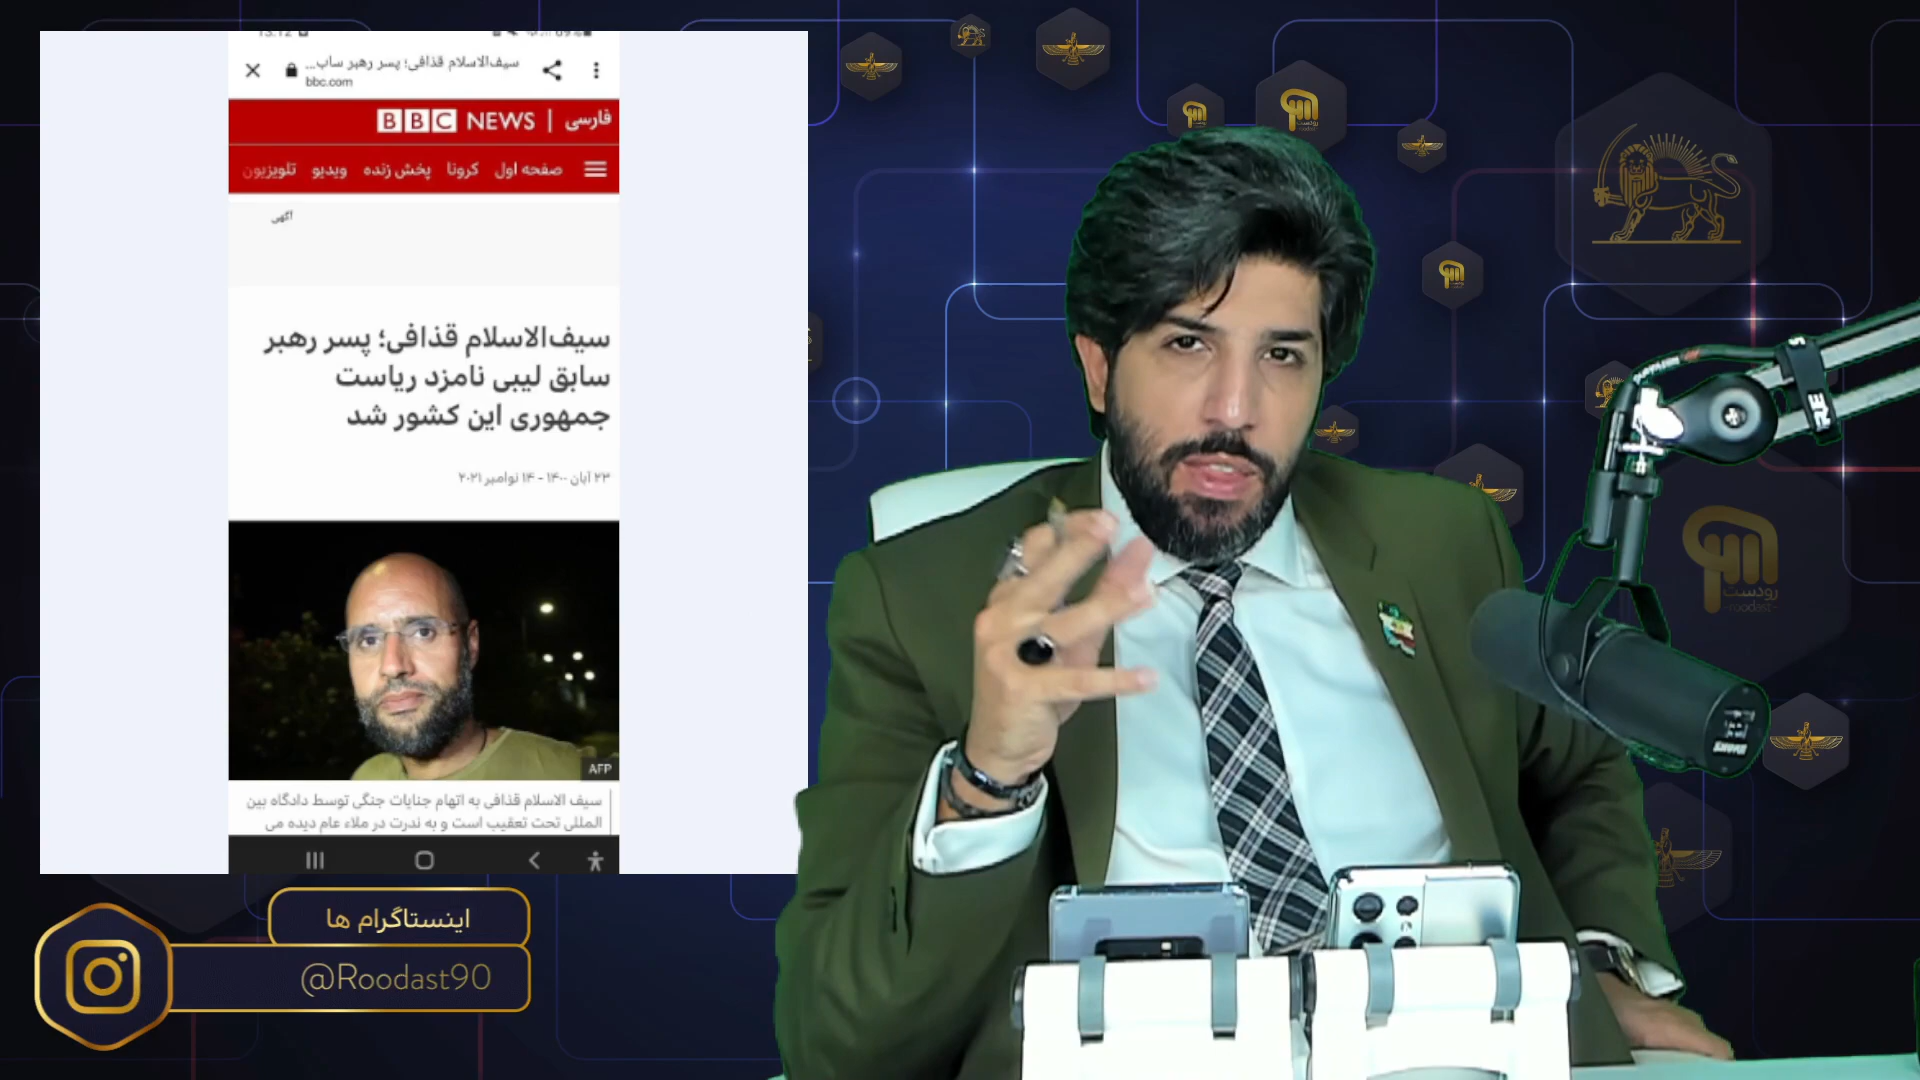 سیف‌الاسلام قذافی؛ پسر رهبر ساب...
bbc.com
BBC NEWS | فارسی
صفحه اول کرونا پخش زنده ویدیو تلویزیون
آگهی
سیف‌الاسلام قذافی؛ پسر رهبر
سابق لیبی نامزد ریاست
جمهوری این کشور شد
۲۳ آبان ۱۴۰۰ - ۱۴ نوامبر ۲۰۲۱
AFP
سیف الاسلام قذافی به اتهام جنایات جنگی توسط دادگاه بین
المللی تحت تعقیب است و به ندرت در ملاء عام دیده می
اینستاگرام ها
@Roodast90
رودست
-roodast-